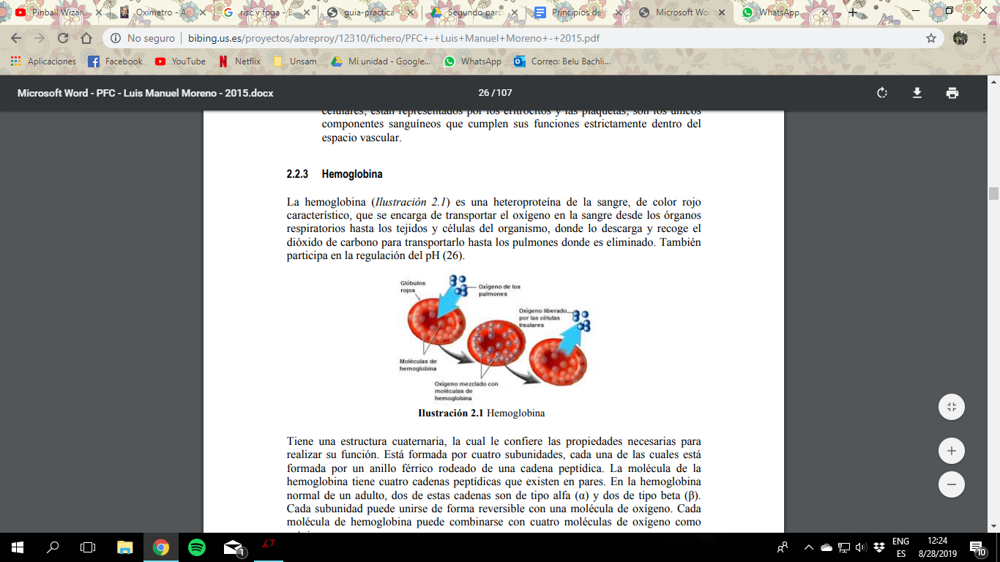 Pinball Wizar
Oxímetro - Ap
risc v fpga - B
guia-practica
Segundo parc
Principios de f
Microsoft Wor
WhatsApp
No seguro
bibing.us.es/proyectos/abreproy/12310/fichero/PFC+-+Luis+Manuel+Moreno+-+2015.pdf
Aplicaciones
Facebook
YouTube
Netflix
Unsam
Mi unidad - Google...
WhatsApp
Correo: Belu Bachli...
Microsoft Word - PFC - Luis Manuel Moreno - 2015.docx
26 / 107
celulares, están representados por los eritrocitos y las plaquetas, son los únicos
componentes sanguíneos que cumplen sus funciones estrictamente dentro del
espacio vascular.
2.2.3 Hemoglobina
La hemoglobina (Ilustración 2.1) es una heteroproteína de la sangre, de color rojo
característico, que se encarga de transportar el oxígeno en la sangre desde los órganos
respiratorios hasta los tejidos y células del organismo, donde lo descarga y recoge el
dióxido de carbono para transportarlo hasta los pulmones donde es eliminado. También
participa en la regulación del pH (26).
Glóbulos
rojos
Oxígeno de los
pulmones
Oxígeno liberado
por las células
tisulares
Moléculas de
hemoglobina
Oxígeno mezclado con
moléculas de
hemoglobina
Ilustración 2.1 Hemoglobina
Tiene una estructura cuaternaria, la cual le confiere las propiedades necesarias para
realizar su función. Está formada por cuatro subunidades, cada una de las cuales está
formada por un anillo férrico rodeado de una cadena peptídica. La molécula de la
hemoglobina tiene cuatro cadenas peptídicas que existen en pares. En la hemoglobina
normal de un adulto, dos de estas cadenas son de tipo alfa (α) y dos de tipo beta (β).
Cada subunidad puede unirse de forma reversible con una molécula de oxígeno. Cada
molécula de hemoglobina puede combinarse con cuatro moléculas de oxígeno como
1
LT
ENG
ES
12:24
8/28/2019
10